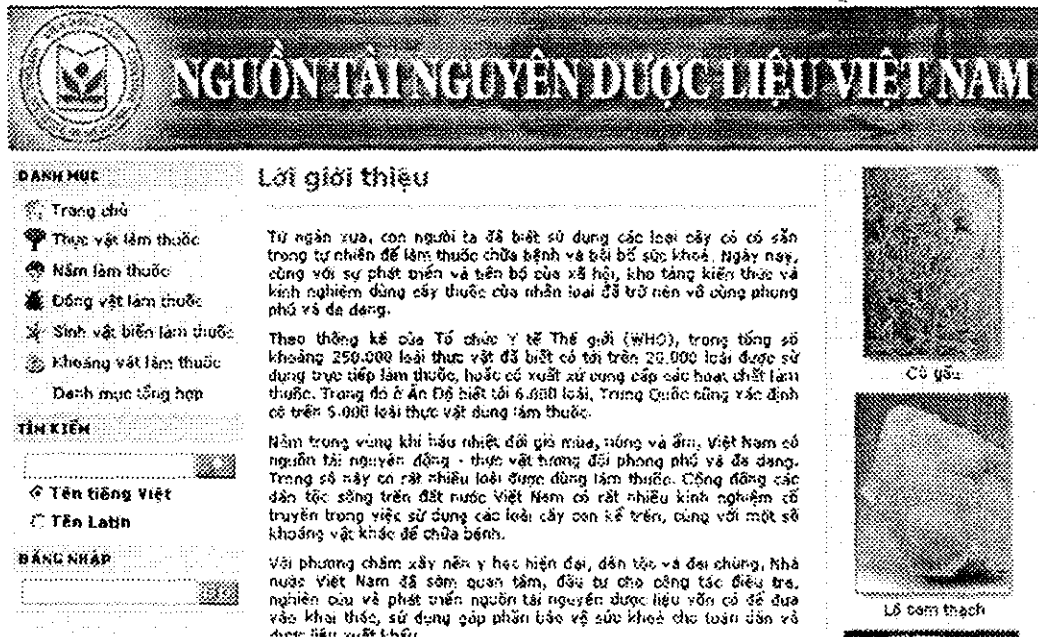 NGUỒN TÀI NGUYÊN DƯỢC LIỆU VIỆT NAM
DANH MỤC
Trang chủ
Thực vật làm thuốc
Nấm làm thuốc
Động vật làm thuốc
Sinh vật biển làm thuốc
Khoáng vật làm thuốc
Danh mục tổng hợp
TÌM KIẾM
Tên tiếng Việt
Tên Latin
ĐĂNG NHẬP
Lời giới thiệu
Từ ngàn xưa, con người ta đã biết sử dụng các loại cây cỏ có sẵn
trong tự nhiên để làm thuốc chữa bệnh và bồi bổ sức khoẻ. Ngày nay,
cùng với sự phát triển và tiến bộ của xã hội, kho tàng kiến thức và
kinh nghiệm dùng cây thuốc của nhân loại đã trở nên vô cùng phong
phú và đa dạng.
Theo thống kê của Tổ chức Y tế Thế giới (WHO), trong tổng số
khoảng 250.000 loài thực vật đã biết có tới trên 20.000 loài được sử
dụng trực tiếp làm thuốc, hoặc có xuất xứ cung cấp các hoạt chất làm
thuốc. Trong đó ở Ấn Độ biết tới 6.000 loài, Trung Quốc cũng xác định
có trên 5.000 loài thực vật dùng làm thuốc.
Nằm trong vùng khí hậu nhiệt đới gió mùa, nóng và ẩm, Việt Nam có
nguồn tài nguyên động - thực vật tương đối phong phú và đa dạng.
Trong số này có rất nhiều loài được dùng làm thuốc. Cộng đồng các
dân tộc sống trên đất nước Việt Nam có rất nhiều kinh nghiệm cổ
truyền trong việc sử dụng các loài cây con kể trên, cùng với một số
khoáng vật khác để chữa bệnh.
Với phương châm xây nền y học hiện đại, dân tộc và đại chúng, Nhà
nước Việt Nam đã sớm quan tâm, đầu tư cho công tác điều tra,
nghiên cứu và phát triển nguồn tài nguyên dược liệu vốn có để đưa
vào khai thác, sử dụng góp phần bảo vệ sức khoẻ cho toàn dân và
dược liệu xuất khẩu
Cỏ gấu
Lô cam thạch